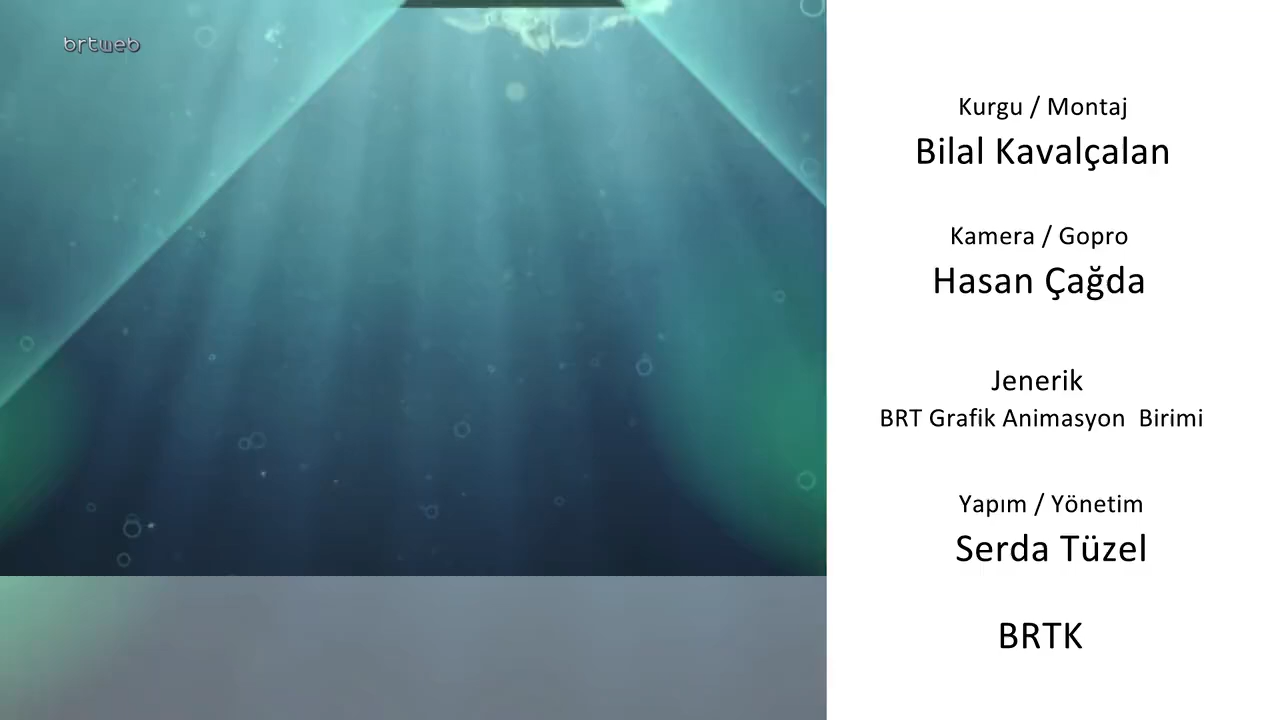 brtweb
Kurgu / Montaj
Bilal Kavalçalan
Kamera / Gopro
Hasan Çağda
Jenerik
BRT Grafik Animasyon Birimi
Yapım / Yönetim
Serda Tüzel
BRTK